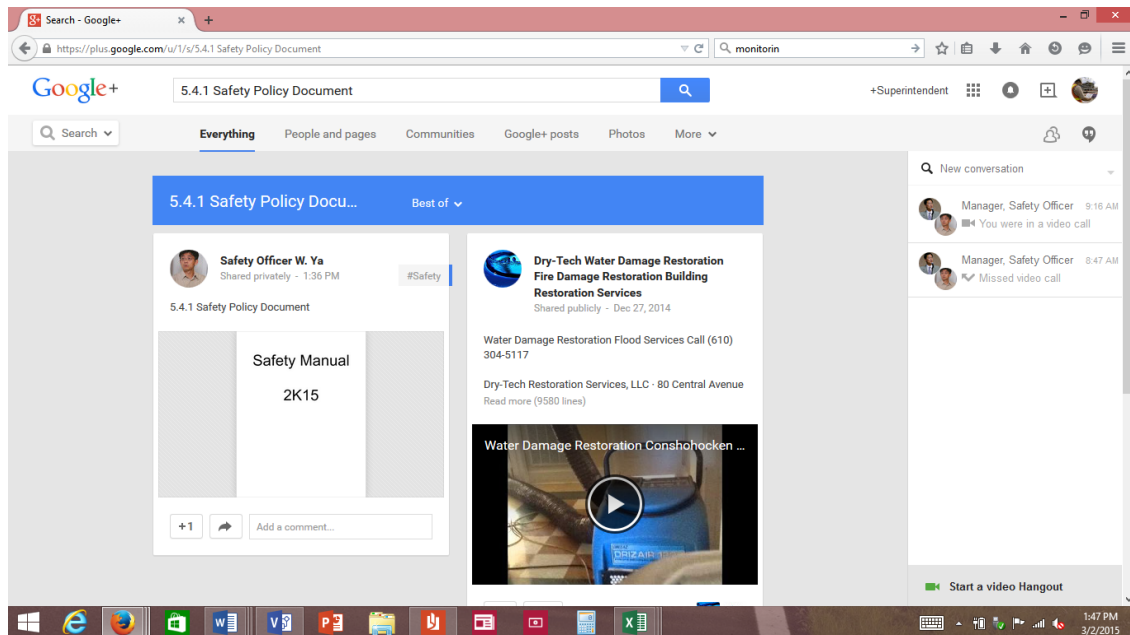 Search - Google+
https://plus.google.com/u/1/s/5.4.1 Safety Policy Document
monitorin
Google+
5.4.1 Safety Policy Document
+Superintendent
Search
Everything People and pages Communities Google+ posts Photos More
5.4.1 Safety Policy Docu... Best of
Safety Officer W. Ya
Shared privately - 1:36 PM
#Safety
5.4.1 Safety Policy Document
Safety Manual
2K15
+1
Add a comment...
Dry-Tech Water Damage Restoration
Fire Damage Restoration Building
Restoration Services
Shared publicly - Dec 27, 2014
Water Damage Restoration Flood Services Call (610)
304-5117
Dry-Tech Restoration Services, LLC · 80 Central Avenue
Read more (9580 lines)
Water Damage Restoration Conshohocken ...
New conversation
Manager, Safety Officer 9:16 AM
You were in a video call
Manager, Safety Officer 8:47 AM
Missed video call
Start a video Hangout
1:47 PM
3/2/2015